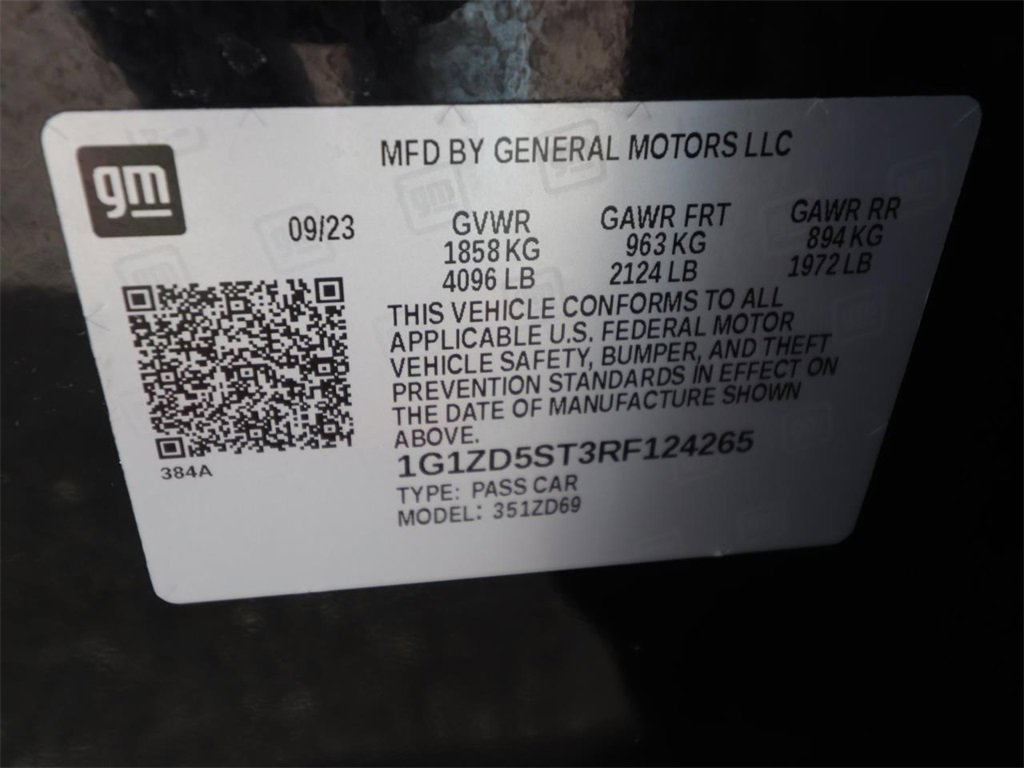 gm
MFD BY GENERAL MOTORS LLC
09/23
GVWR GAWR FRT GAWR RR
1858 KG 963 KG 894 KG
4096 LB 2124 LB 1972 LB
THIS VEHICLE CONFORMS TO ALL
APPLICABLE U.S. FEDERAL MOTOR
VEHICLE SAFETY, BUMPER, AND THEFT
PREVENTION STANDARDS IN EFFECT ON
THE DATE OF MANUFACTURE SHOWN
ABOVE.
384A
1G1ZD5ST3RF124265
TYPE: PASS CAR
MODEL: 351ZD69